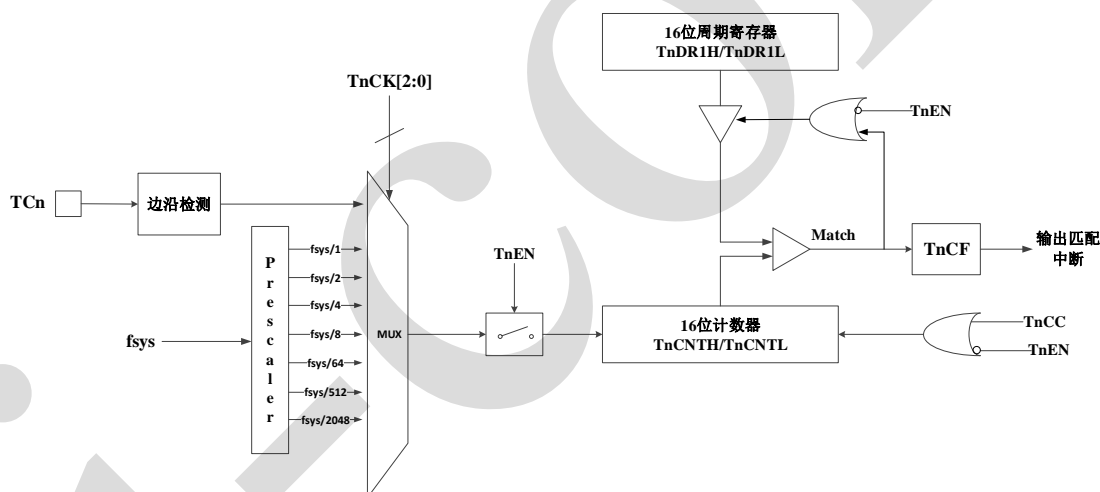 16位周期寄存器
TnDR1H/TnDR1L
TnCK[2:0]
TnEN
TCn
边沿检测
Match
TnCF
输出匹配
中断
Prescaler
fsys/1
fsys/2
fsys/4
fsys/8
fsys/64
fsys/512
fsys/2048
fsys
MUX
TnEN
16位计数器
TnCNTH/TnCNTL
TnCC
TnEN